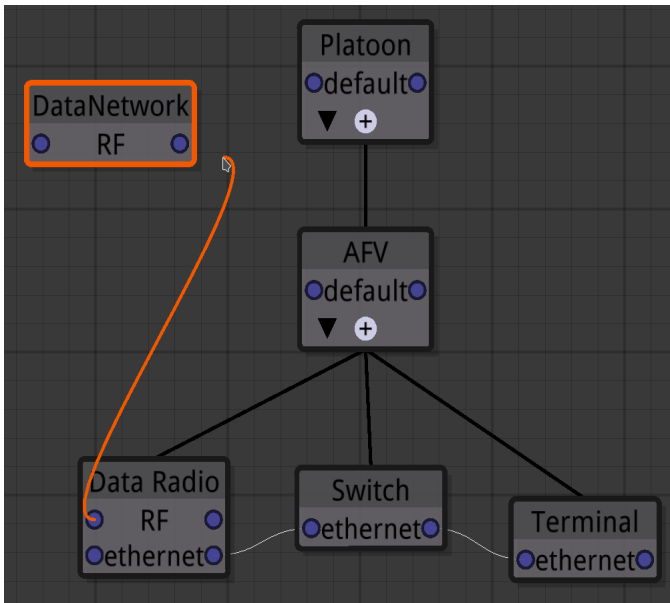 Platoon
default
DataNetwork
RF
AFV
default
Data Radio
RF
ethernet
Switch
ethernet
Terminal
ethernet